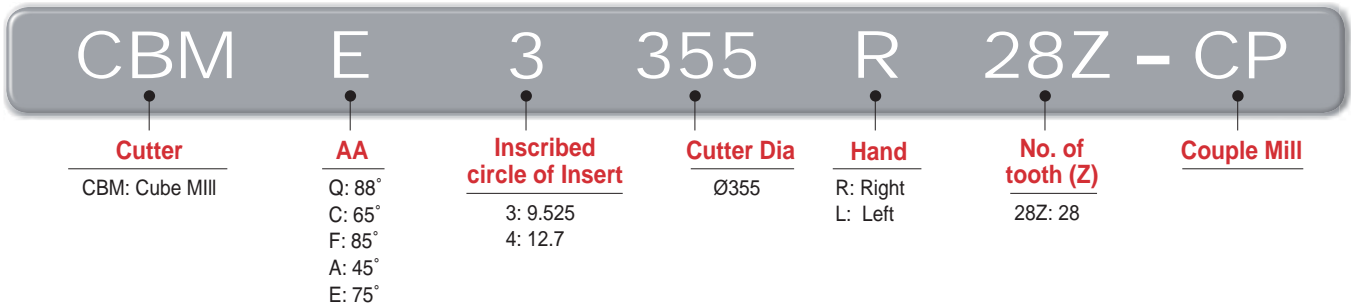 CBM E 3 355 R 28Z - CP
Cutter
CBM: Cube MIll
AA
Q: 88°
C: 65°
F: 85°
A: 45°
E: 75°
Inscribed
circle of Insert
3: 9.525
4: 12.7
Cutter Dia
Ø355
Hand
R: Right
L: Left
No. of
tooth (Z)
28Z: 28
Couple Mill